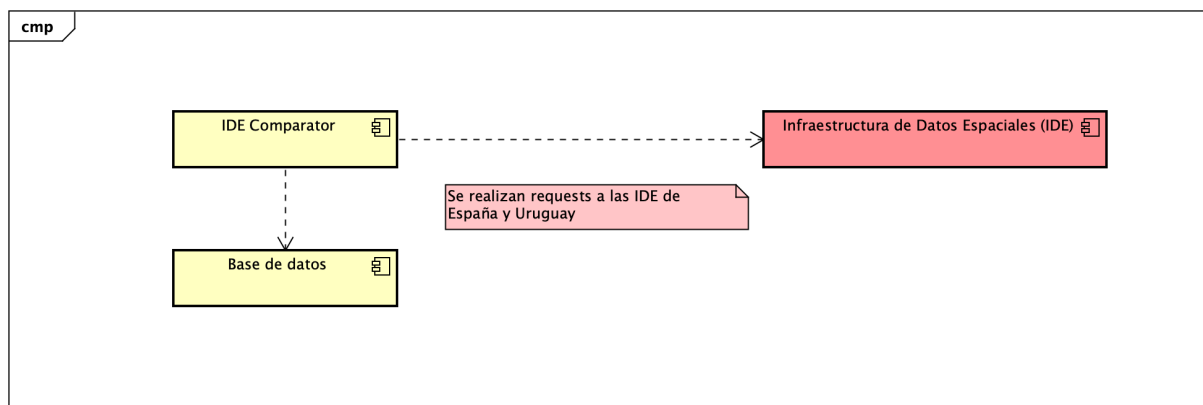 cmp
IDE Comparator
Infraestructura de Datos Espaciales (IDE)
Se realizan requests a las IDE de
España y Uruguay
Base de datos